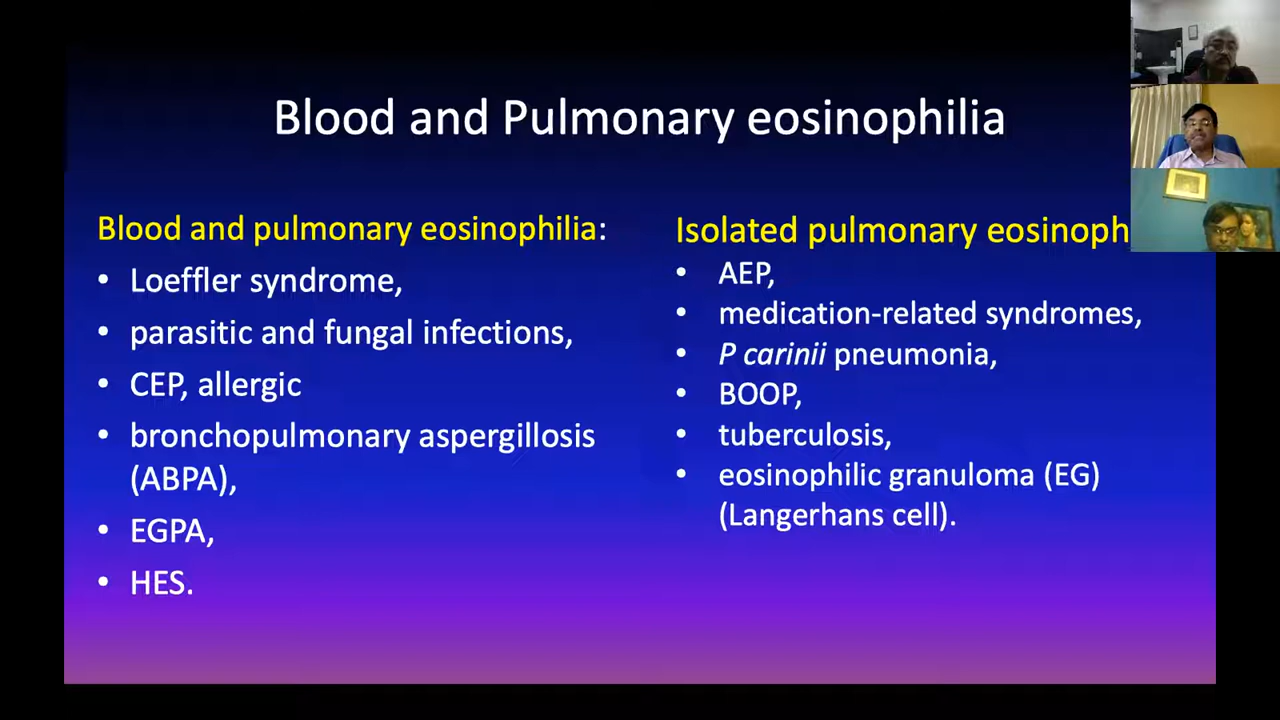 Blood and Pulmonary eosinophilia
Blood and pulmonary eosinophilia:
• Loeffler syndrome,
• parasitic and fungal infections,
• CEP, allergic
• bronchopulmonary aspergillosis
(ABPA),
• EGPA,
• HES.
Isolated pulmonary eosinoph
• AEP,
• medication-related syndromes,
• P carinii pneumonia,
• BOOP,
• tuberculosis,
• eosinophilic granuloma (EG)
(Langerhans cell).